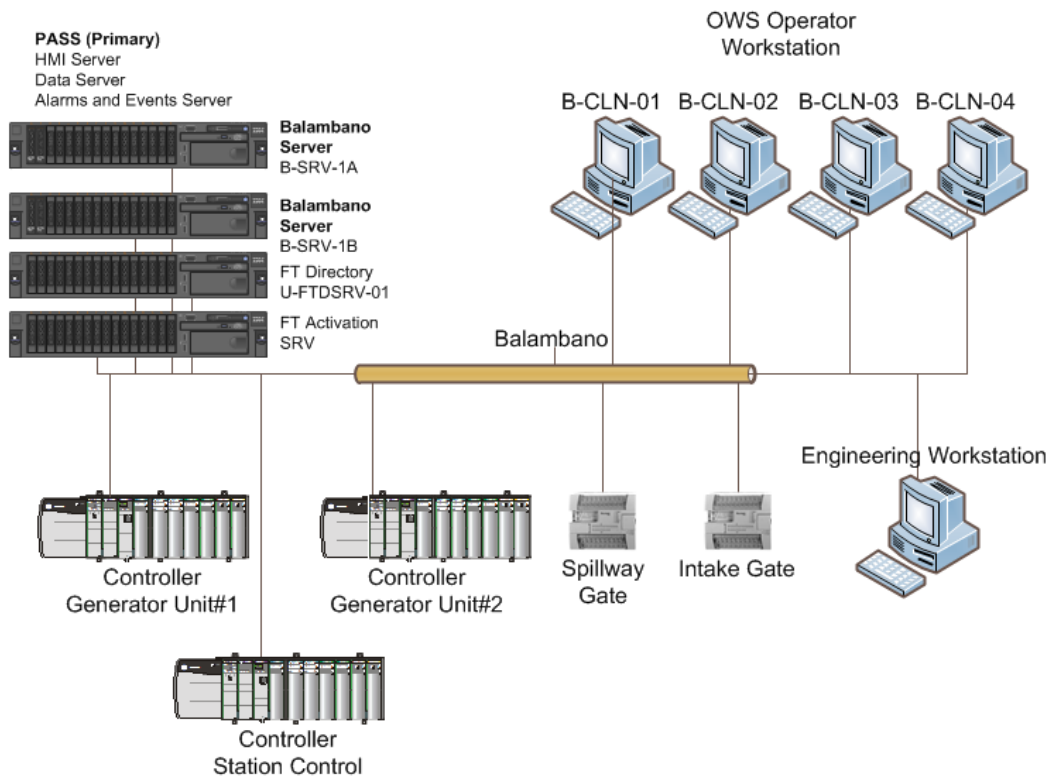 PASS (Primary)
HMI Server
Data Server
Alarms and Events Server
OWS Operator
Workstation
B-CLN-01
B-CLN-02
B-CLN-03
B-CLN-04
Balambano
Server
B-SRV-1A
Balambano
Server
B-SRV-1B
FT Directory
U-FTDSRV-01
FT Activation
SRV
Balambano
Engineering Workstation
Controller
Generator Unit#1
Controller
Generator Unit#2
Spillway
Gate
Intake Gate
Controller
Station Control